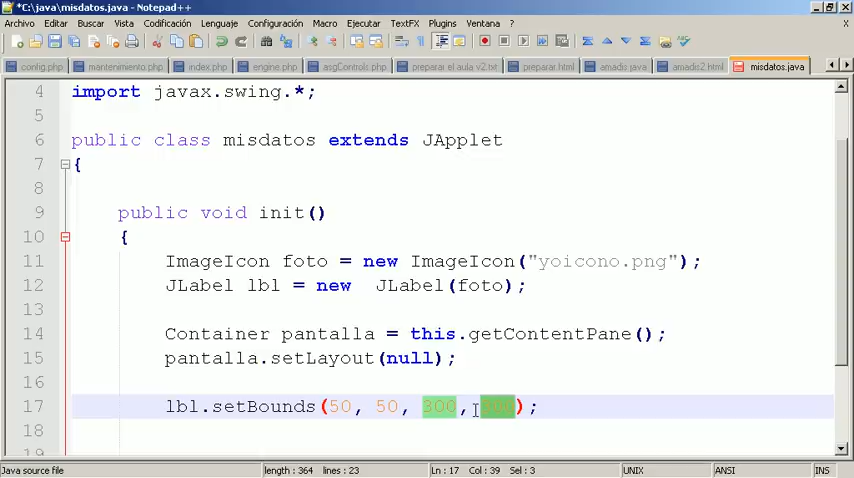 *C:\java\misdatos.java - Notepad++
Archivo Editar Buscar Vista Codificación Lenguaje Configuración Macro Ejecutar TextFX Plugins Ventana ? X
config.php mantenimiento.php index.php engine.php asgControls.php preparar el aula v2.txt preparar.html amadis.java amadis2.html misdatos.java
4 import javax.swing.*;
5
6 public class misdatos extends JApplet
7 {
8
9 public void init()
10 {
11 ImageIcon foto = new ImageIcon("yoicono.png");
12 JLabel lbl = new JLabel(foto);
13
14 Container pantalla = this.getContentPane();
15 pantalla.setLayout(null);
16
17 lbl.setBounds(50, 50, 300, 300);
18
19
Java source file length : 364 lines : 23 Ln : 17 Col : 39 Sel : 3 UNIX ANSI INS